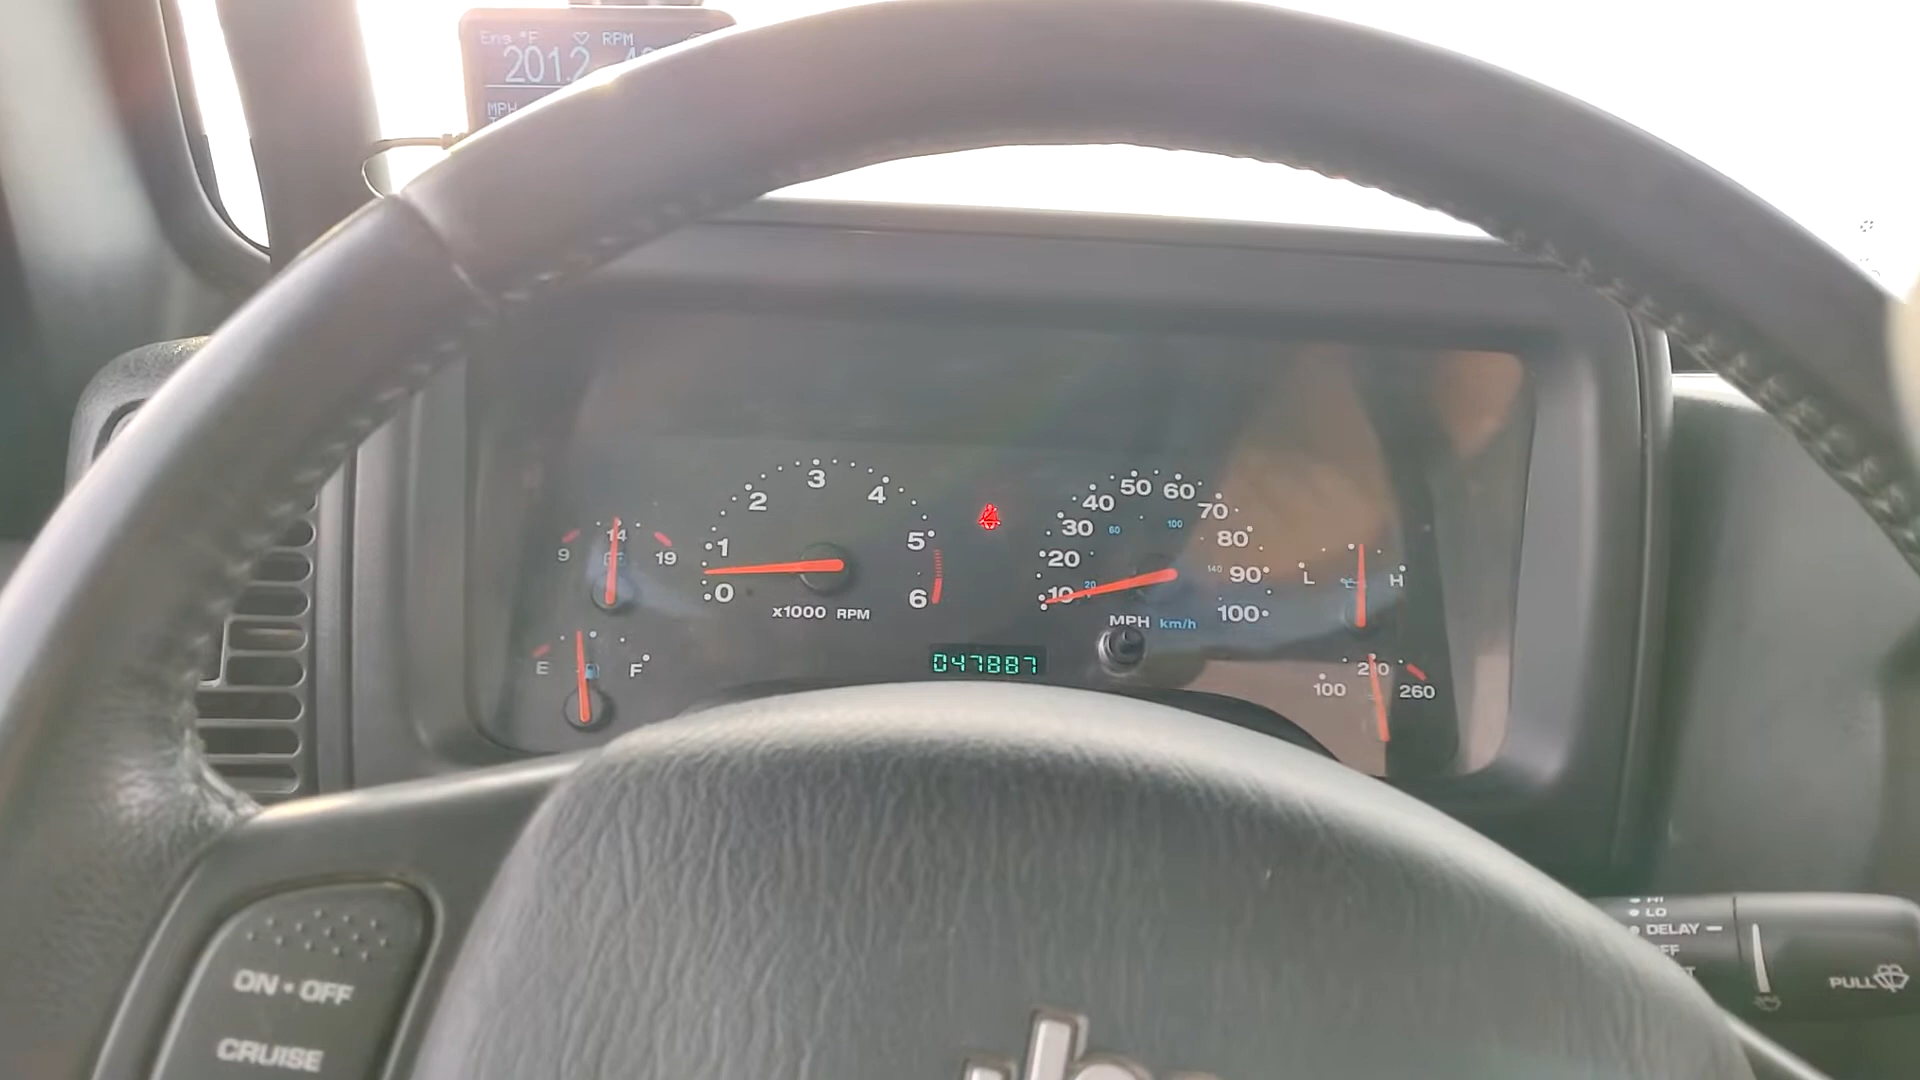 Eng °F RPM
201.2
MPH
9 14 19
0 1 2 3 4 5 6
x1000 RPM
10 20 30 40 50 60 70 80 90 100
20 60 100 140
MPH km/h
L H
E F
047887
100 210 260
HI
LO
DELAY
PULL
ON • OFF
CRUISE